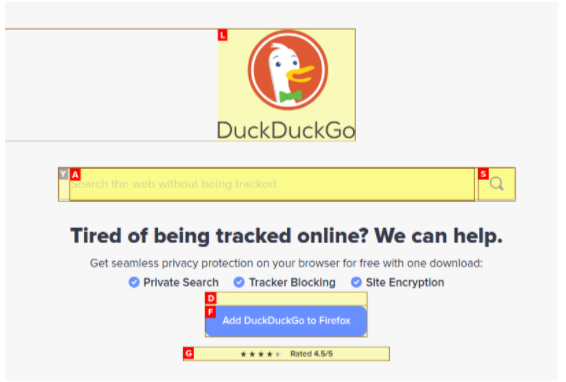 L
DuckDuckGo
Y A Search the web without being tracked S
Tired of being tracked online? We can help.
Get seamless privacy protection on your browser for free with one download:
Private Search Tracker Blocking Site Encryption
D
F Add DuckDuckGo to Firefox
G Rated 4.5/5